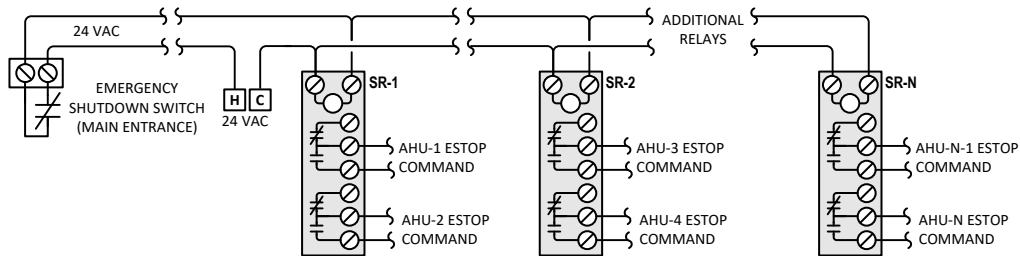 24 VAC
EMERGENCY
SHUTDOWN SWITCH
(MAIN ENTRANCE)
H C
24 VAC
SR-1
AHU-1 ESTOP
COMMAND
AHU-2 ESTOP
COMMAND
SR-2
AHU-3 ESTOP
COMMAND
AHU-4 ESTOP
COMMAND
ADDITIONAL
RELAYS
SR-N
AHU-N-1 ESTOP
COMMAND
AHU-N ESTOP
COMMAND